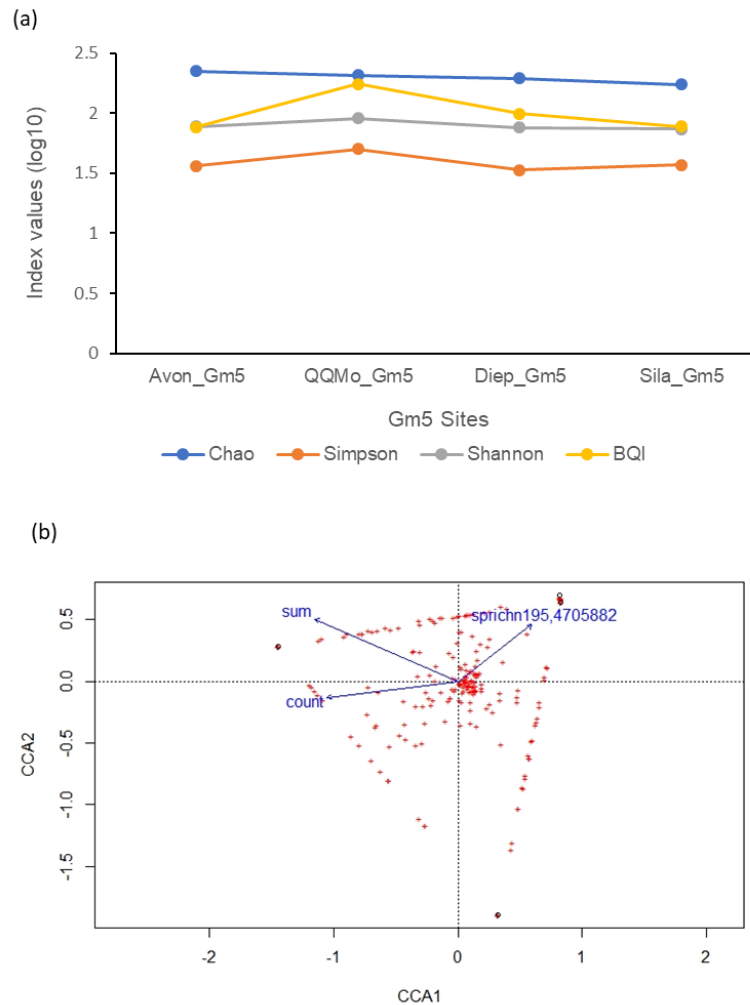 (a)
2.5
2
1.5
1
0.5
0
Index values (log10)
Avon_Gm5 QQMo_Gm5 Diep_Gm5 Sila_Gm5
Gm5 Sites
Chao Simpson Shannon BQI
(b)
0.5
0.0
-0.5
-1.0
-1.5
CCA2
sum
sprichn195,4705882
count
-2 -1 0 1 2
CCA1